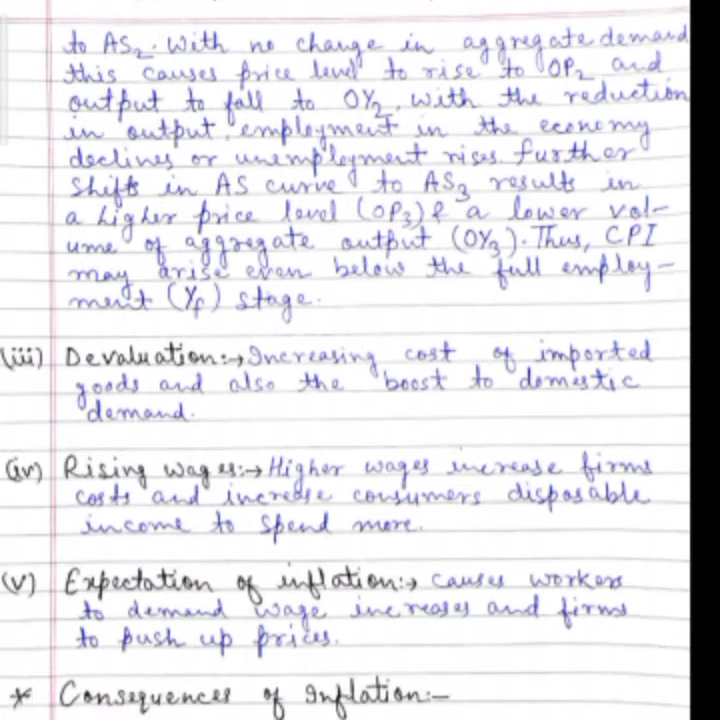 to AS₂. With no change in aggregate demand
this causes price level to rise to OP₂ and
output to fall to OY₂, with the reduction
in output, employment in the economy
declines or unemployment rises. further
shifts in AS curve to AS₃ results in
a higher price level (OP₃) & a lower vol-
ume of aggregate output (OY₃). Thus, CPI
may arise even below the full employ-
ment (Yf) stage.
(iii) Devaluation:→Increasing cost of imported
goods and also the boost to domestic
demand.
(iv) Rising wages:→Higher wages increase firms
costs and increase consumers disposable
income to spend more.
(v) Expectation of inflation:→ causes workers
to demand wage increases and firms
to push up prices.
* Consequences of Inflation:-